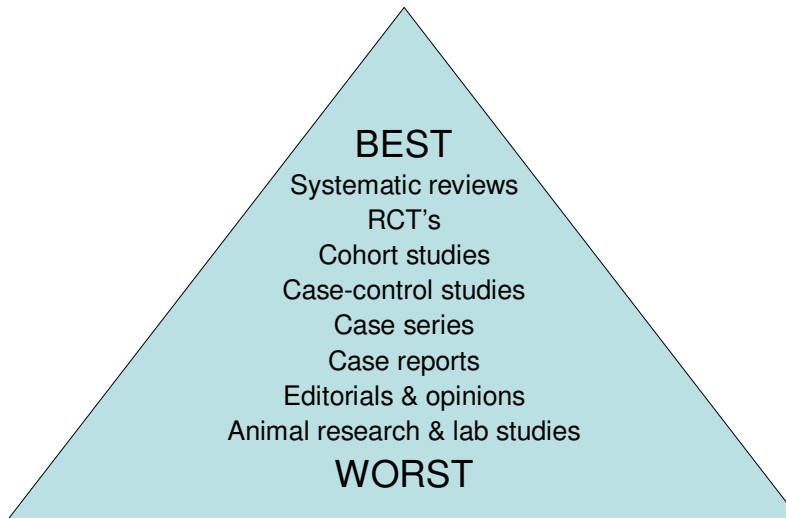 BEST
Systematic reviews
RCT's
Cohort studies
Case-control studies
Case series
Case reports
Editorials & opinions
Animal research & lab studies
WORST